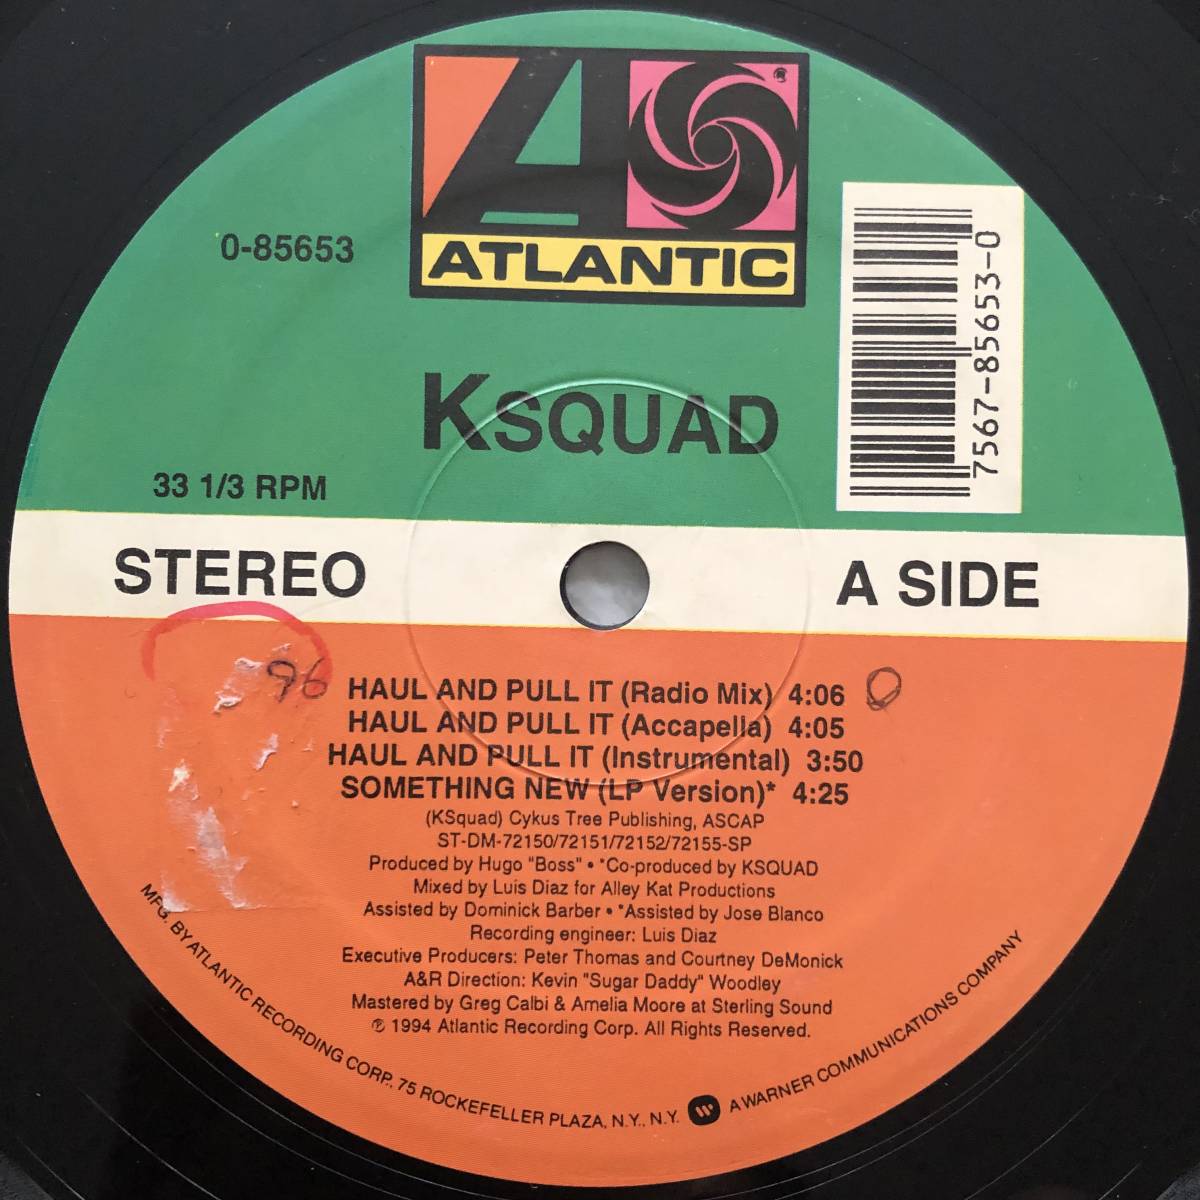 ATLANTIC
®
0-85653
7567-85653-0
KSQUAD
33 1/3 RPM
STEREO
A SIDE
96
HAUL AND PULL IT (Radio Mix) 4:06 O
HAUL AND PULL IT (Accapella) 4:05
HAUL AND PULL IT (Instrumental) 3:50
SOMETHING NEW (LP Version)* 4:25
(KSquad) Cykus Tree Publishing, ASCAP
ST-DM-72150/72151/72152/72155-SP
Produced by Hugo "Boss" • *Co-produced by KSQUAD
Mixed by Luis Diaz for Alley Kat Productions
Assisted by Dominick Barber • *Assisted by Jose Blanco
Recording engineer: Luis Diaz
Executive Producers: Peter Thomas and Courtney DeMonick
A&R Direction: Kevin "Sugar Daddy" Woodley
Mastered by Greg Calbi & Amelia Moore at Sterling Sound
℗ 1994 Atlantic Recording Corp. All Rights Reserved.
MFG. BY ATLANTIC RECORDING CORP., 75 ROCKEFELLER PLAZA, N.Y., N.Y. A WARNER COMMUNICATIONS COMPANY